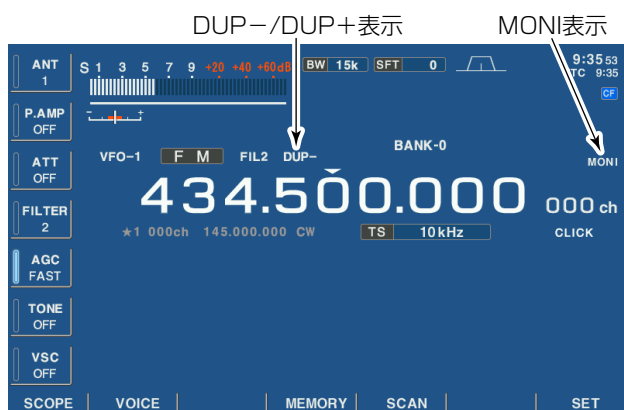 DUP−/DUP+表示 MONI表示
ANT
1
S 1 3 5 7 9 +20 +40 +60dB BW 15k SFT 0 9:35 53
TC 9:35
CF
P.AMP
OFF
ATT
OFF
VFO-1 FM FIL2 DUP− BANK-0 MONI
434.500.000 000 ch
FILTER
2
★1 000ch 145.000.000 CW TS 10kHz CLICK
AGC
FAST
TONE
OFF
VSC
OFF
SCOPE VOICE MEMORY SCAN SET